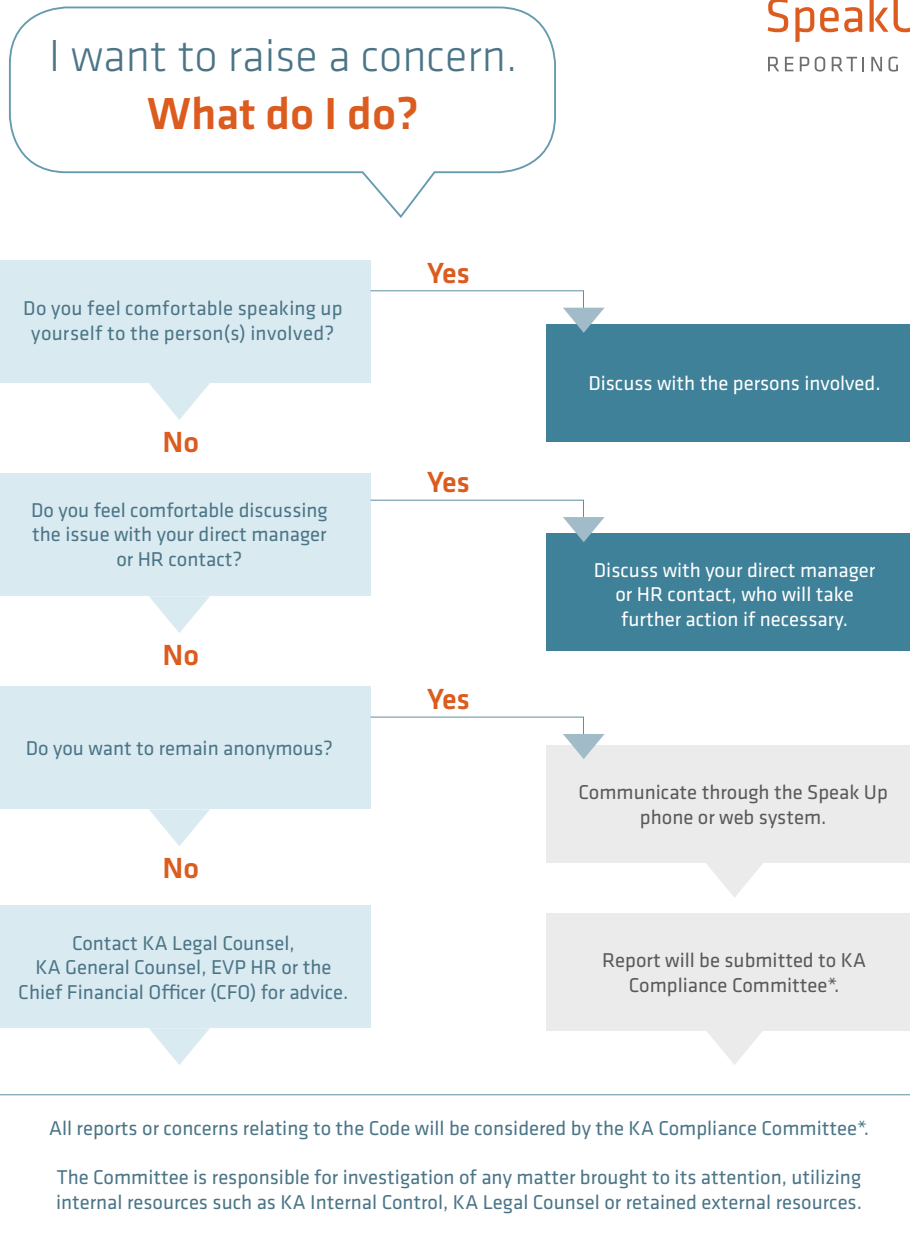 I want to raise a concern.
What do I do?
REPORTING
Do you feel comfortable speaking up
yourself to the person(s) involved?
Yes
Discuss with the persons involved.
No
Do you feel comfortable discussing
the issue with your direct manager
or HR contact?
Yes
Discuss with your direct manager
or HR contact, who will take
further action if necessary.
No
Do you want to remain anonymous?
Yes
Communicate through the Speak Up
phone or web system.
No
Contact KA Legal Counsel,
KA General Counsel, EVP HR or the
Chief Financial Officer (CFO) for advice.
Report will be submitted to KA
Compliance Committee*.
All reports or concerns relating to the Code will be considered by the KA Compliance Committee*.
The Committee is responsible for investigation of any matter brought to its attention, utilizing
internal resources such as KA Internal Control, KA Legal Counsel or retained external resources.